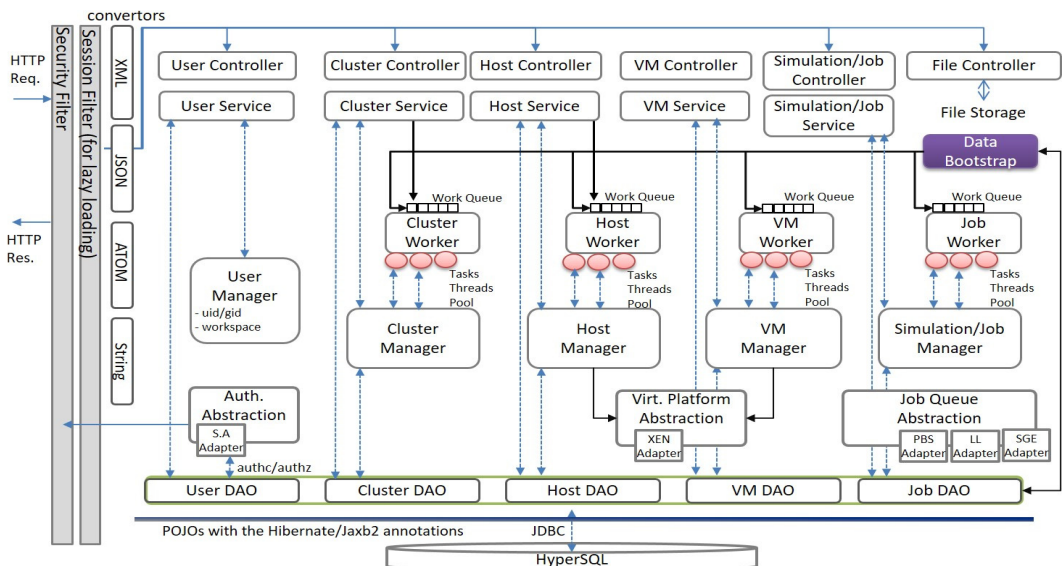 convertors
HTTP
Req.
HTTP
Res.
Security Filter
Session Filter (for lazy loading)
XML
JSON
ATOM
String
User Controller
Cluster Controller
Host Controller
VM Controller
Simulation/Job
Controller
File Controller
User Service
Cluster Service
Host Service
VM Service
Simulation/Job
Service
File Storage
Data
Bootstrap
Work Queue
Cluster
Worker
Tasks
Threads
Pool
Work Queue
Host
Worker
Tasks
Threads
Pool
Work Queue
VM
Worker
Tasks
Threads
Pool
Work Queue
Job
Worker
Tasks
Threads
Pool
User
Manager
- uid/gid
- workspace
Cluster
Manager
Host
Manager
VM
Manager
Simulation/Job
Manager
Auth.
Abstraction
S.A
Adapter
authc/authz
Virt. Platform
Abstraction
XEN
Adapter
Job Queue
Abstraction
PBS
Adapter
LL
Adapter
SGE
Adapter
User DAO
Cluster DAO
Host DAO
VM DAO
Job DAO
POJOs with the Hibernate/Jaxb2 annotations
JDBC
HyperSQL